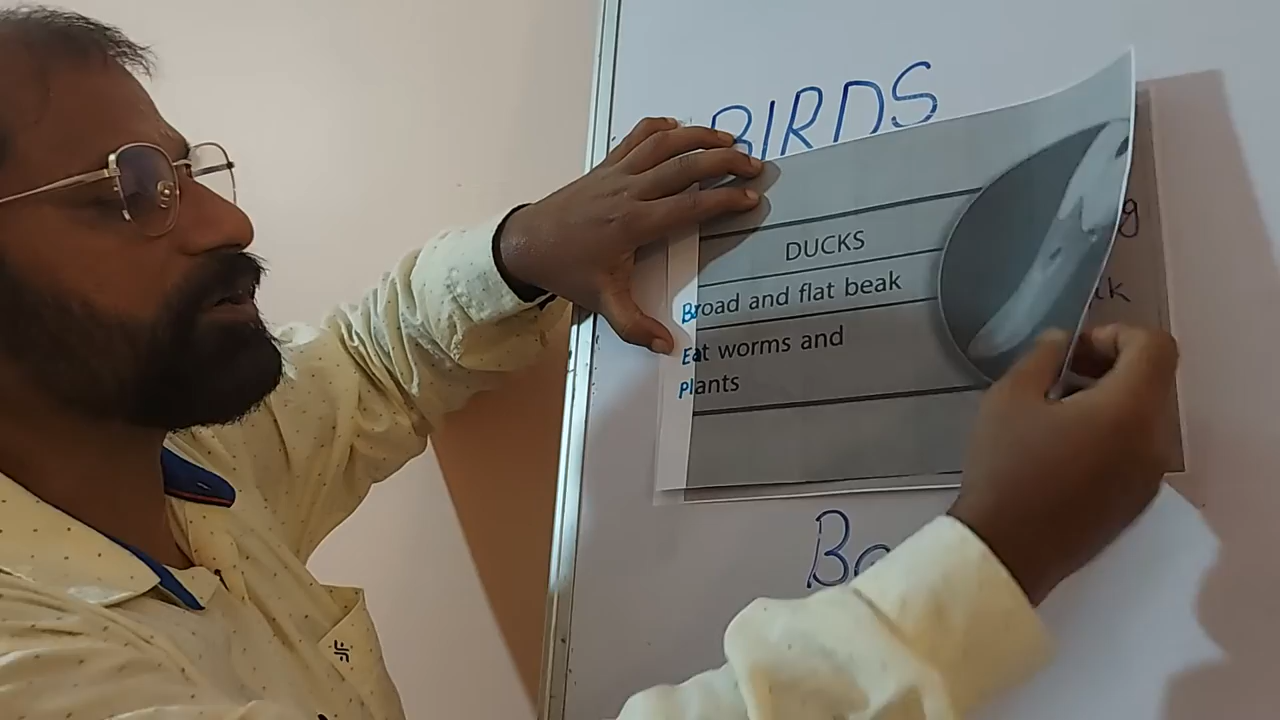 BIRDS
DUCKS
Broad and flat beak
Eat worms and
Plants